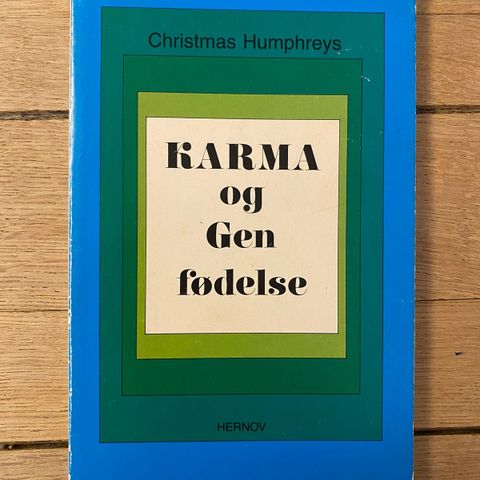 Christmas Humphreys
KARMA
og
Gen
fødelse
HERNOV